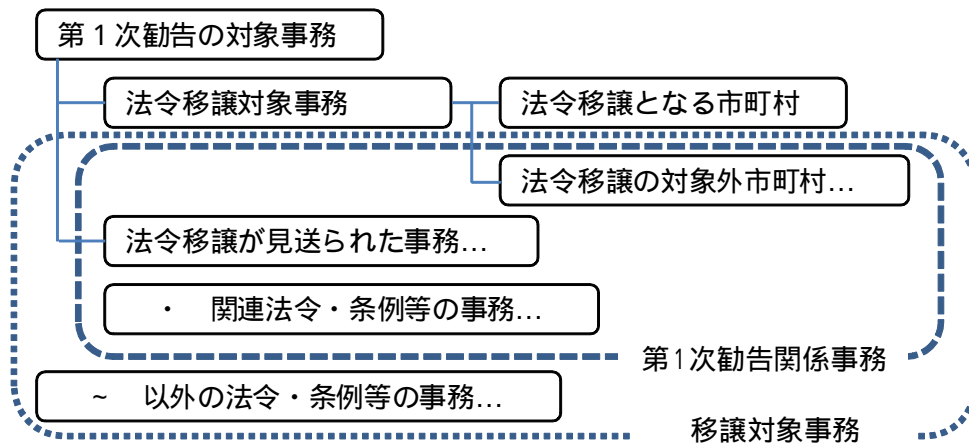 第１次勧告の対象事務
法令移譲対象事務
法令移譲となる市町村
法令移譲の対象外市町村…
法令移譲が見送られた事務…
・　関連法令・条例等の事務…
第1次勧告関係事務
~　以外の法令・条例等の事務…
移譲対象事務